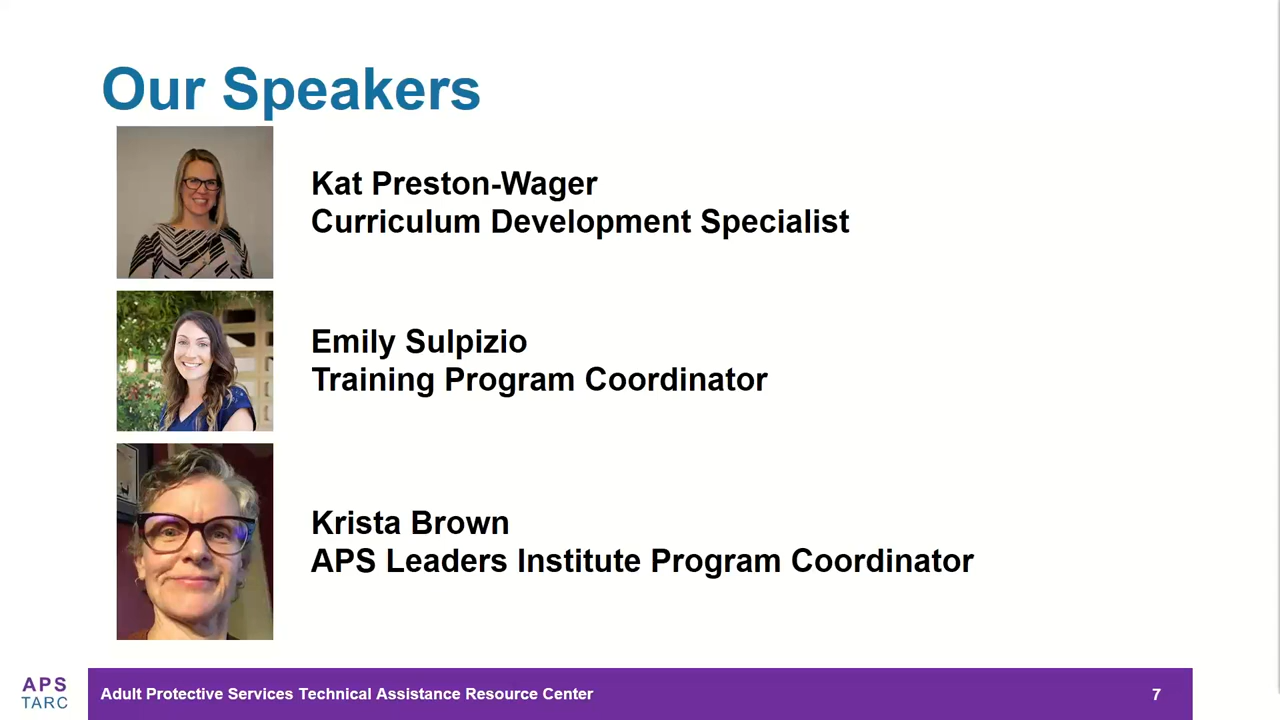 Our Speakers
Kat Preston-Wager
Curriculum Development Specialist
Emily Sulpizio
Training Program Coordinator
Krista Brown
APS Leaders Institute Program Coordinator
APS
TARC
Adult Protective Services Technical Assistance Resource Center
7